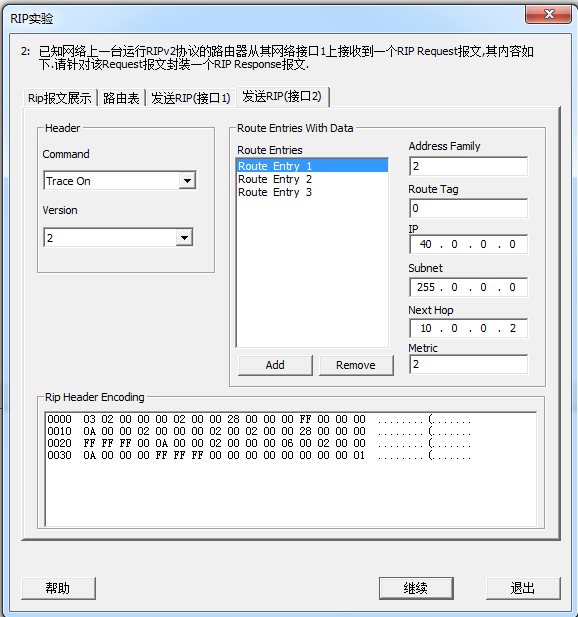 RIP实验
2: 已知网络上一台运行RIPv2协议的路由器从其网络接口1上接收到一个RIP Request报文,其内容如
下.请针对该Request报文封装一个RIP Response报文.
Rip报文展示 路由表 发送RIP(接口1) 发送RIP(接口2)
Header
Command
Trace On
Version
2
Route Entries With Data
Route Entries
Route Entry 1
Route Entry 2
Route Entry 3
Add Remove
Address Family
2
Route Tag
0
IP
40 . 0 . 0 . 0
Subnet
255 . 0 . 0 . 0
Next Hop
10 . 0 . 0 . 2
Metric
2
Rip Header Encoding
0000 03 02 00 00 00 02 00 00 28 00 00 00 FF 00 00 00 ........(.......
0010 0A 00 00 02 00 00 00 02 00 02 00 00 28 00 00 00 ........(.......
0020 FF FF FF 00 0A 00 00 02 00 00 00 06 00 02 00 00 ........(.......
0030 0A 00 00 00 FF FF FF 00 00 00 00 00 00 00 00 01 ........(.......
帮助 继续 退出